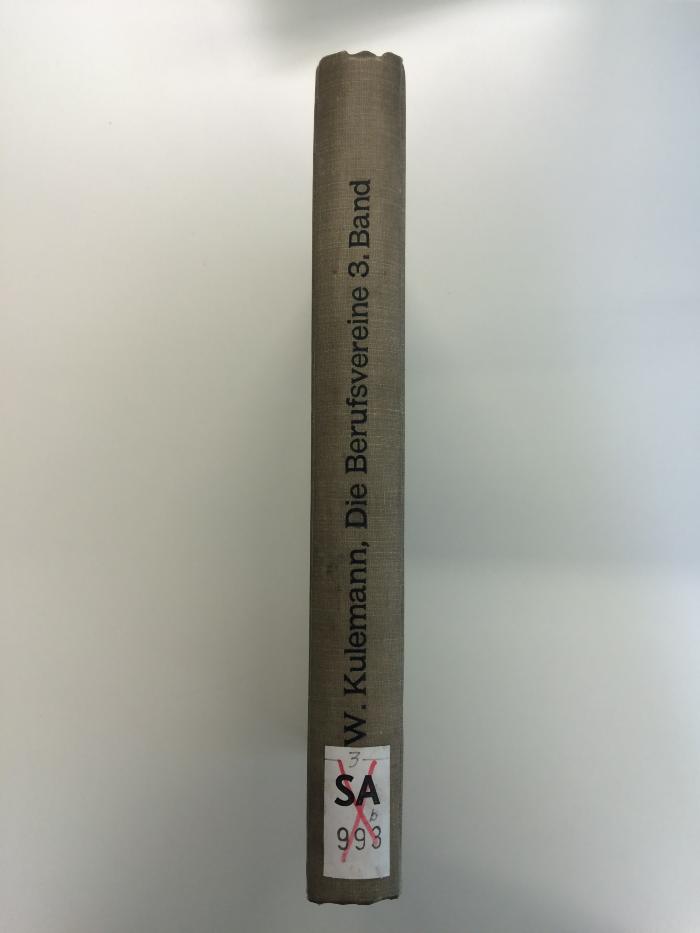 W. Kulemann, Die Berufsvereine 3. Band
3
SA
b
993